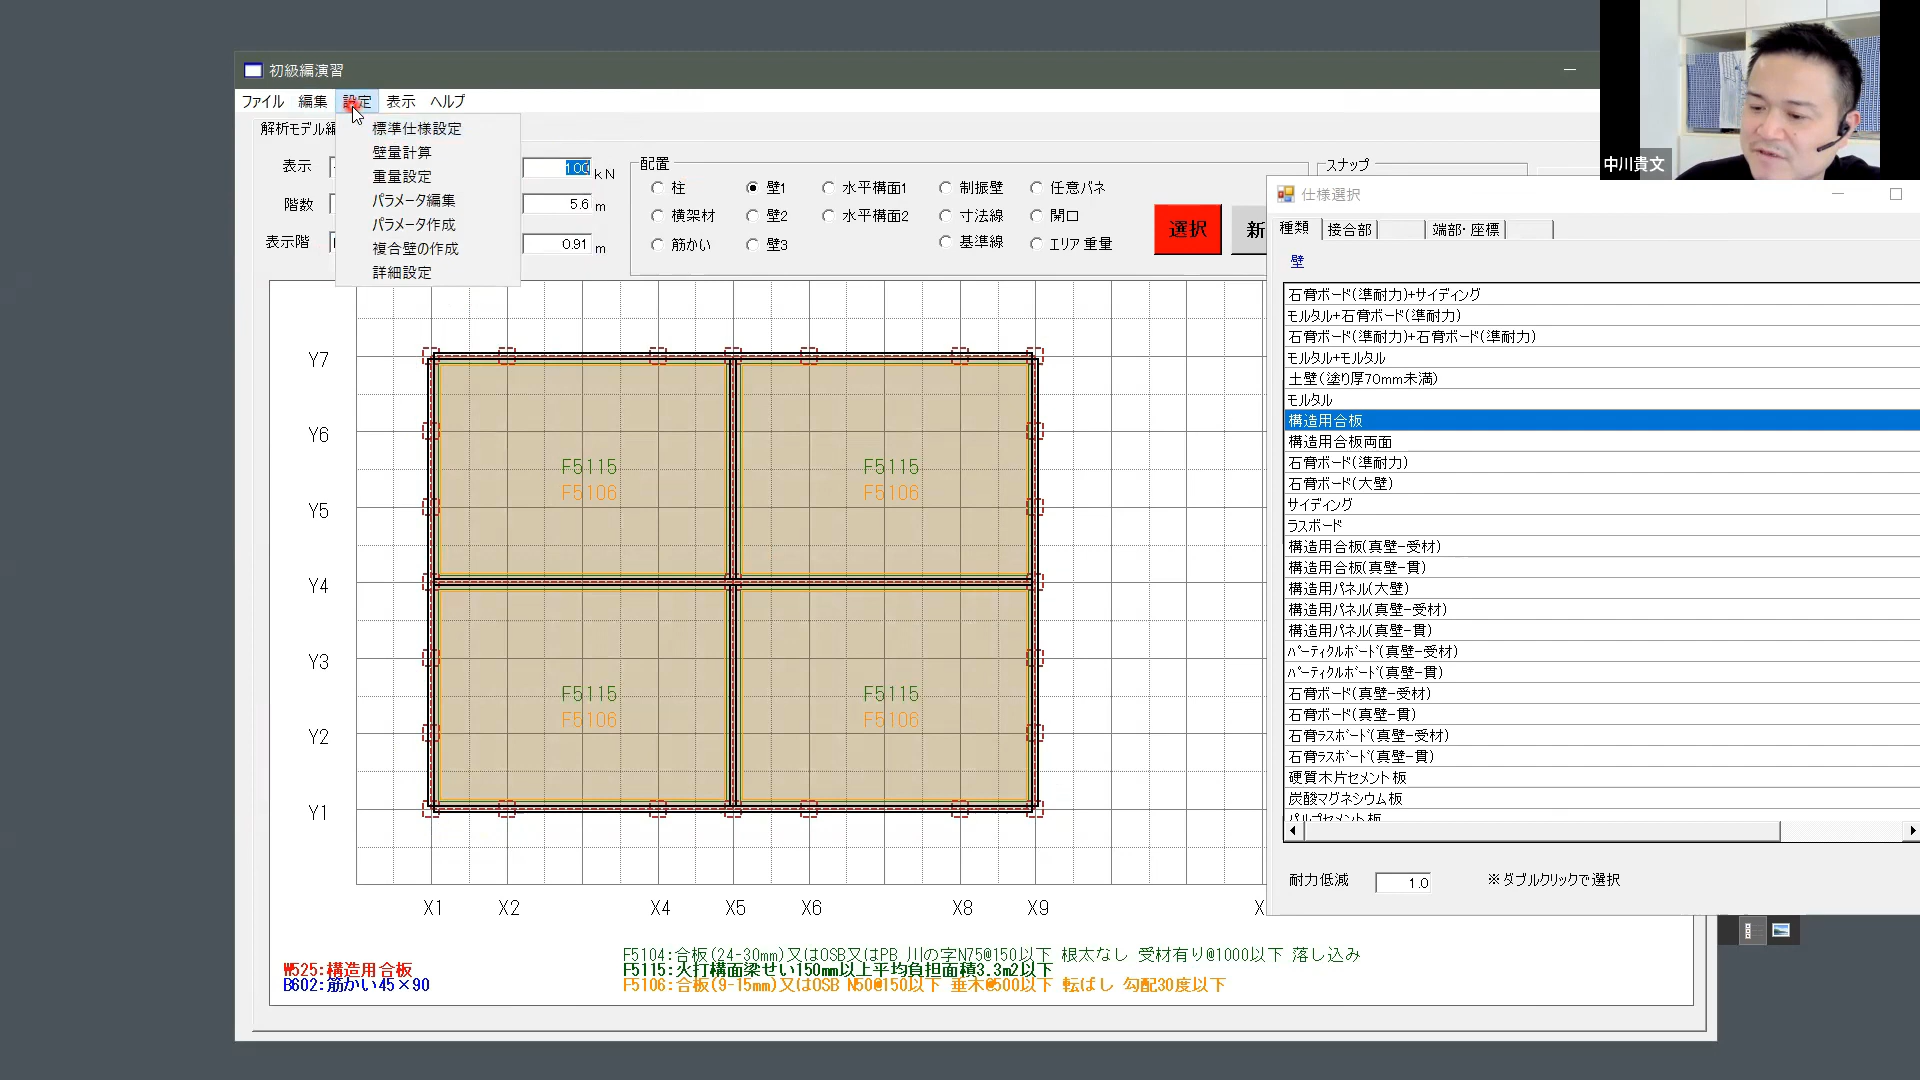 初級編演習
ファイル 編集 設定 表示 ヘルプ
解析モデル編
標準仕様設定
壁量計算
重量設定
パラメータ編集
パラメータ作成
複合壁の作成
詳細設定
表示
階数
表示階
100 kN
5.6 m
0.91 m
配置
柱 壁1 水平構面1 制振壁 任意バネ
横架材 壁2 水平構面2 寸法線 開口
筋かい 壁3 基準線 エリア重量
スナップ
選択 新
中川貴文
仕様選択
種類 接合部 端部・座標
壁
石膏ボード(準耐力)+サイディング
モルタル+石膏ボード(準耐力)
石膏ボード(準耐力)+石膏ボード(準耐力)
モルタル+モルタル
土壁(塗り厚70mm未満)
モルタル
構造用合板
構造用合板両面
石膏ボード(準耐力)
石膏ボード(大壁)
サイディング
ラスボード
構造用合板(真壁-受材)
構造用合板(真壁-貫)
構造用パネル(大壁)
構造用パネル(真壁-受材)
構造用パネル(真壁-貫)
パーティクルボード(真壁-受材)
パーティクルボード(真壁-貫)
石膏ボード(真壁-受材)
石膏ボード(真壁-貫)
石膏ラスボード(真壁-受材)
石膏ラスボード(真壁-貫)
硬質木片セメント板
炭酸マグネシウム板
パルプセメント板
耐力低減 1.0 ※ダブルクリックで選択
Y7
Y6
Y5
Y4
Y3
Y2
Y1
F5115 F5115
F5106 F5106
F5115 F5115
F5106 F5106
X1 X2 X4 X5 X6 X8 X9 X
W525:構造用合板
B602:筋かい45×90
F5104:合板(24-30mm)又はOSB又はPB 川の字N75@150以下 根太なし 受材有り@1000以下 落し込み
F5115:火打構面梁せい150mm以上平均負担面積3.3m2以下
F5106:合板(9-15mm)又はOSB N50@150以下 垂木@500以下 転ばし 勾配30度以下